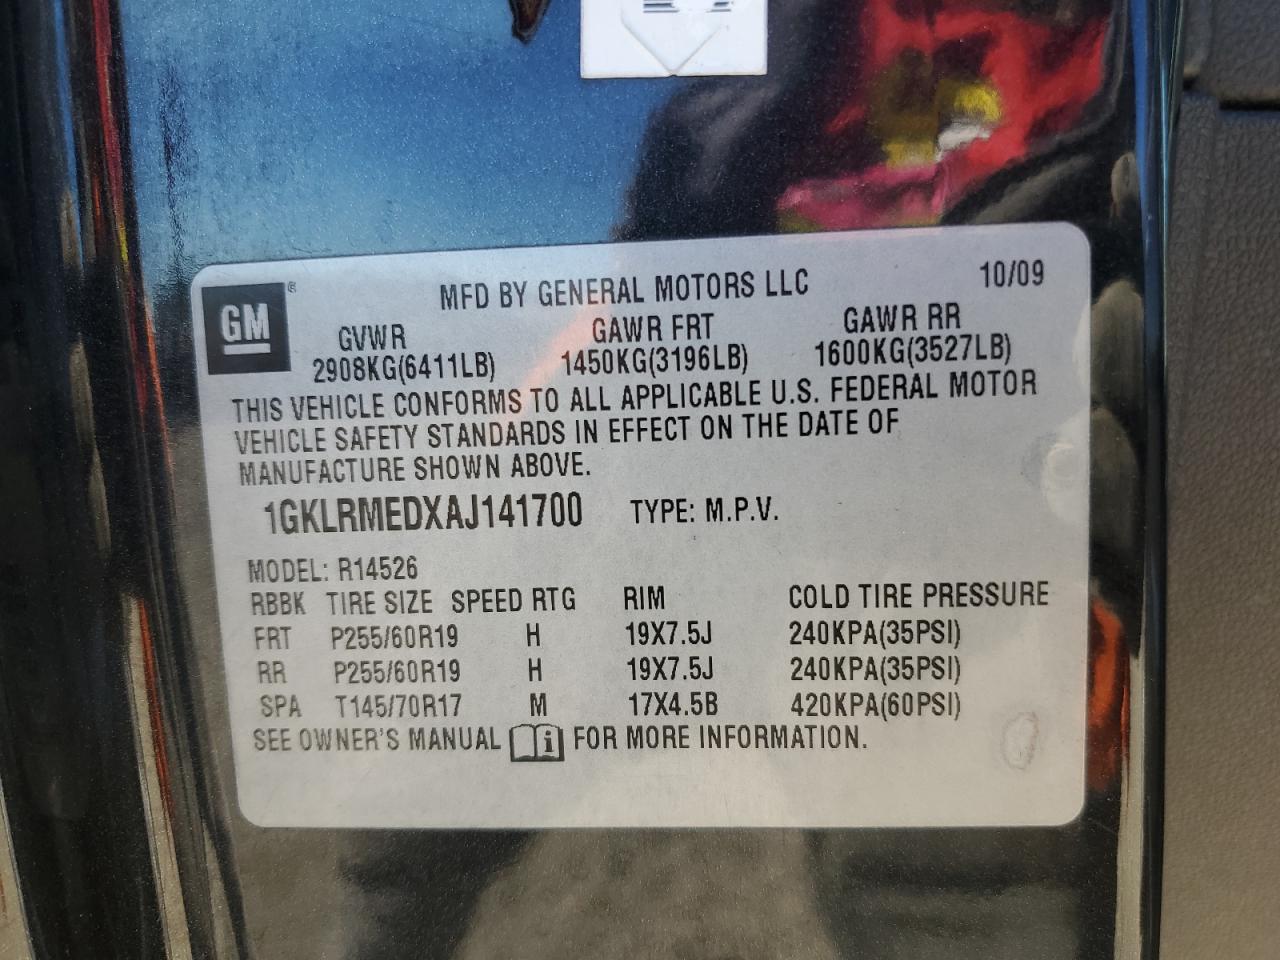 GM®
MFD BY GENERAL MOTORS LLC 10/09
GVWR GAWR FRT GAWR RR
2908KG(6411LB) 1450KG(3196LB) 1600KG(3527LB)
THIS VEHICLE CONFORMS TO ALL APPLICABLE U.S. FEDERAL MOTOR
VEHICLE SAFETY STANDARDS IN EFFECT ON THE DATE OF
MANUFACTURE SHOWN ABOVE.
1GKLRMEDXAJ141700 TYPE: M.P.V.
MODEL: R14526
RBBK TIRE SIZE SPEED RTG RIM COLD TIRE PRESSURE
FRT P255/60R19 H 19X7.5J 240KPA(35PSI)
RR P255/60R19 H 19X7.5J 240KPA(35PSI)
SPA T145/70R17 M 17X4.5B 420KPA(60PSI)
SEE OWNER'S MANUAL i FOR MORE INFORMATION.